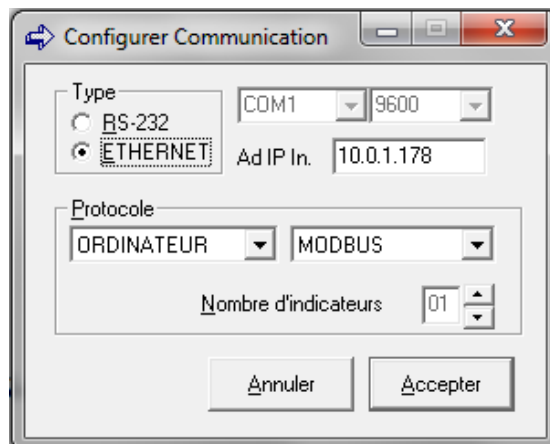 Configurer Communication
Type
RS-232
ETHERNET
COM1 9600
Ad IP In. 10.0.1.178
Protocole
ORDINATEUR MODBUS
Nombre d'indicateurs 01
Annuler Accepter